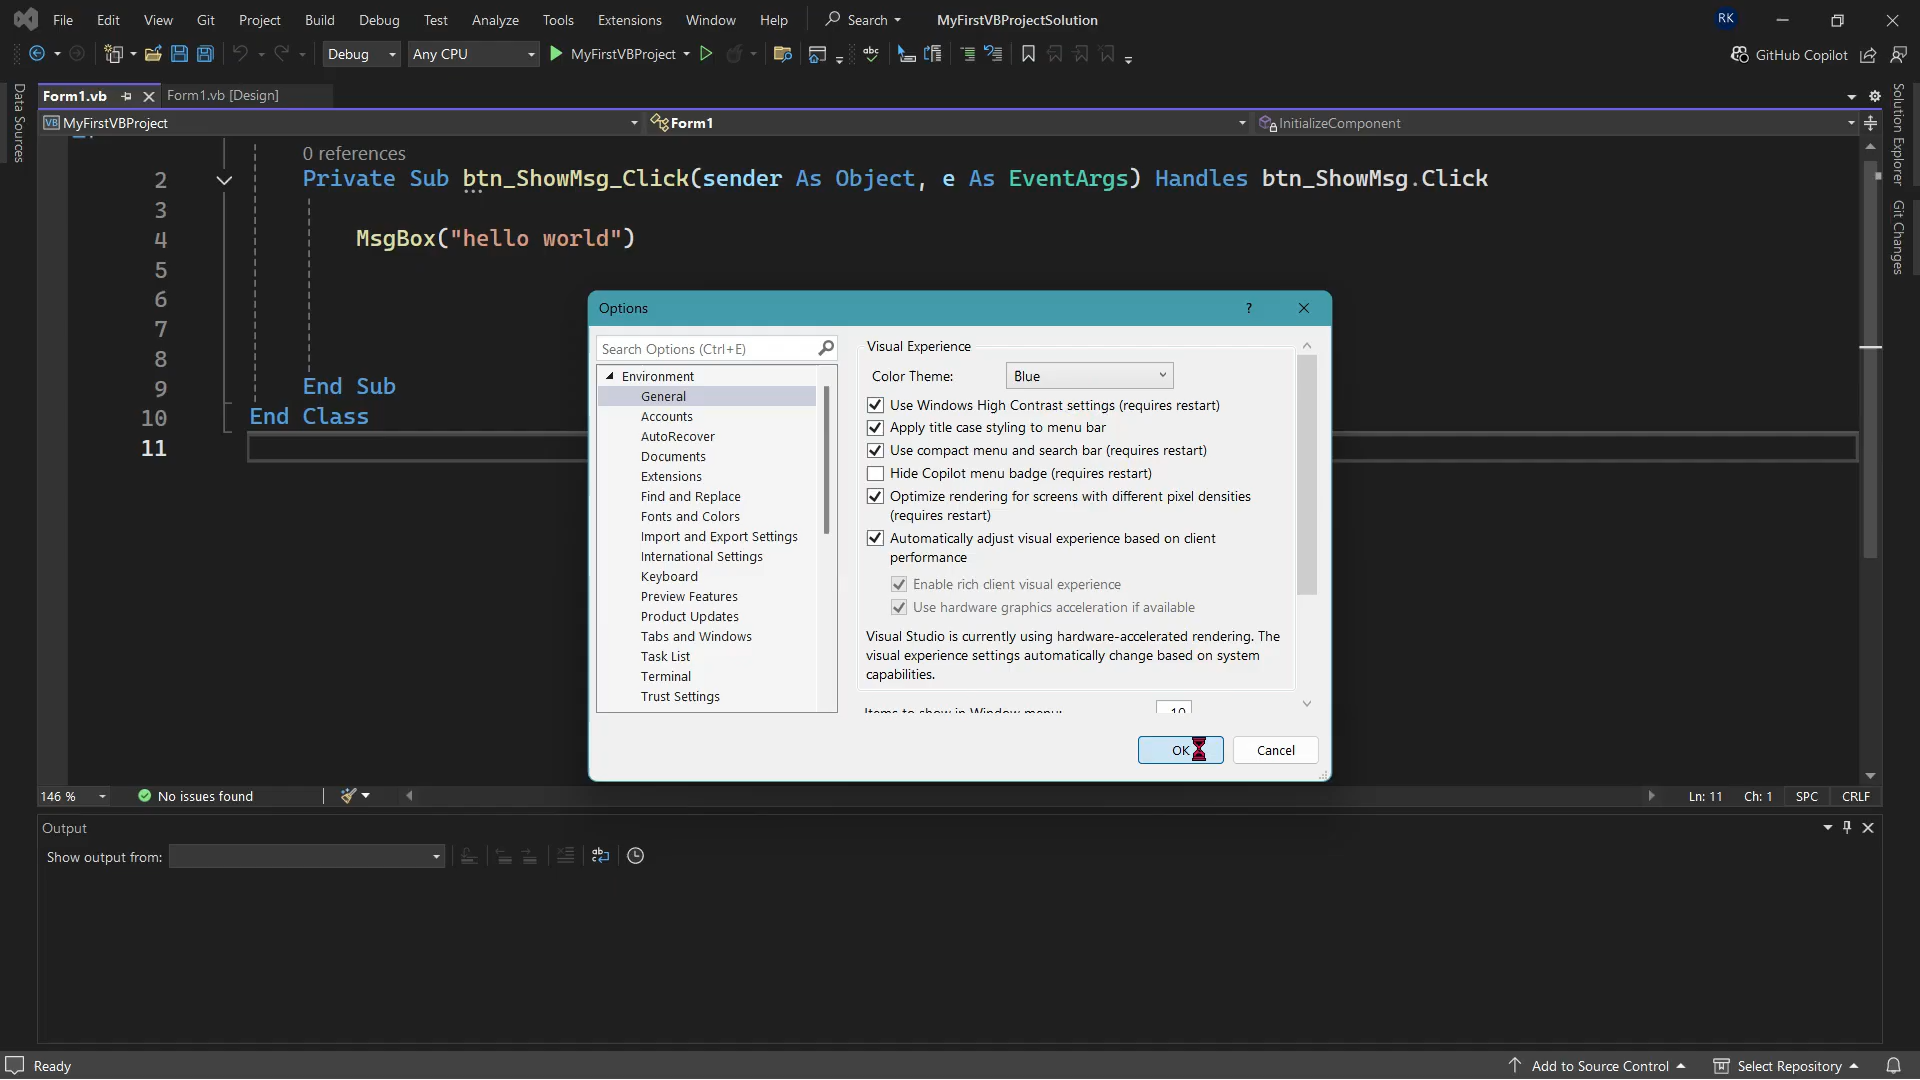 File Edit View Git Project Build Debug Test Analyze Tools Extensions Window Help Search MyFirstVBProjectSolution RK
Debug Any CPU MyFirstVBProject GitHub Copilot
Data Sources
Form1.vb Form1.vb [Design]
MyFirstVBProject Form1 InitializeComponent
Solution Explorer
Git Changes
0 references
2 Private Sub btn_ShowMsg_Click(sender As Object, e As EventArgs) Handles btn_ShowMsg.Click
3
4 MsgBox("hello world")
5
6
7
8
9 End Sub
10 End Class
11
Options ?
Search Options (Ctrl+E)
Environment
General
Accounts
AutoRecover
Documents
Extensions
Find and Replace
Fonts and Colors
Import and Export Settings
International Settings
Keyboard
Preview Features
Product Updates
Tabs and Windows
Task List
Terminal
Trust Settings
Visual Experience
Color Theme: Blue
Use Windows High Contrast settings (requires restart)
Apply title case styling to menu bar
Use compact menu and search bar (requires restart)
Hide Copilot menu badge (requires restart)
Optimize rendering for screens with different pixel densities
(requires restart)
Automatically adjust visual experience based on client
performance
Enable rich client visual experience
Use hardware graphics acceleration if available
Visual Studio is currently using hardware-accelerated rendering. The
visual experience settings automatically change based on system
capabilities.
Items to show in Window menu: 10
OK Cancel
146 % No issues found Ln: 11 Ch: 1 SPC CRLF
Output
Show output from:
Ready Add to Source Control Select Repository